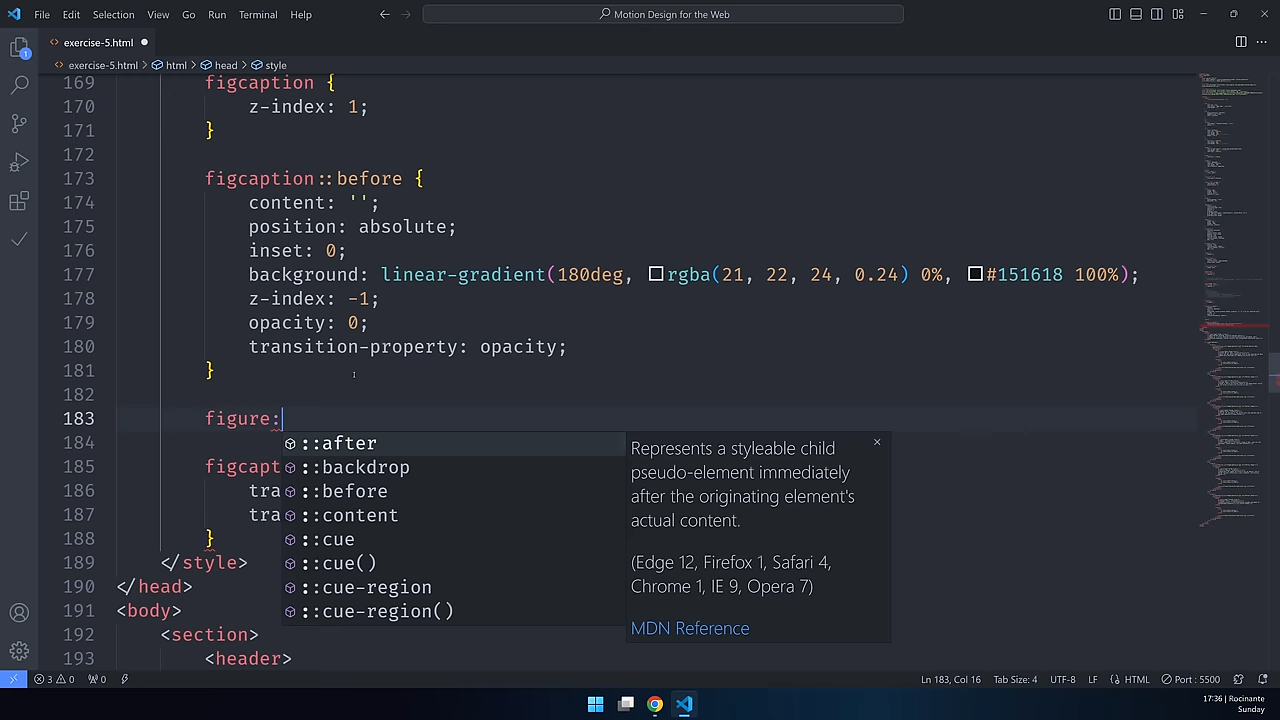 File Edit Selection View Go Run Terminal Help
Motion Design for the Web
exercise-5.html
exercise-5.html > html > head > style
169 figcaption {
170 z-index: 1;
171 }
172
173 figcaption::before {
174 content: '';
175 position: absolute;
176 inset: 0;
177 background: linear-gradient(180deg, rgba(21, 22, 24, 0.24) 0%, #151618 100%);
178 z-index: -1;
179 opacity: 0;
180 transition-property: opacity;
181 }
182
183 figure:
184
185 figcapt
186 tra
187 tra
188 }
189 </style>
190 </head>
191 <body>
192 <section>
193 <header>
::after
::backdrop
::before
::content
::cue
::cue()
::cue-region
::cue-region()
Represents a styleable child
pseudo-element immediately
after the originating element's
actual content.
(Edge 12, Firefox 1, Safari 4,
Chrome 1, IE 9, Opera 7)
MDN Reference
1
3 0 0 Ln 183, Col 16 Tab Size: 4 UTF-8 LF HTML Port : 5500
17:36 | Rocinante
Sunday